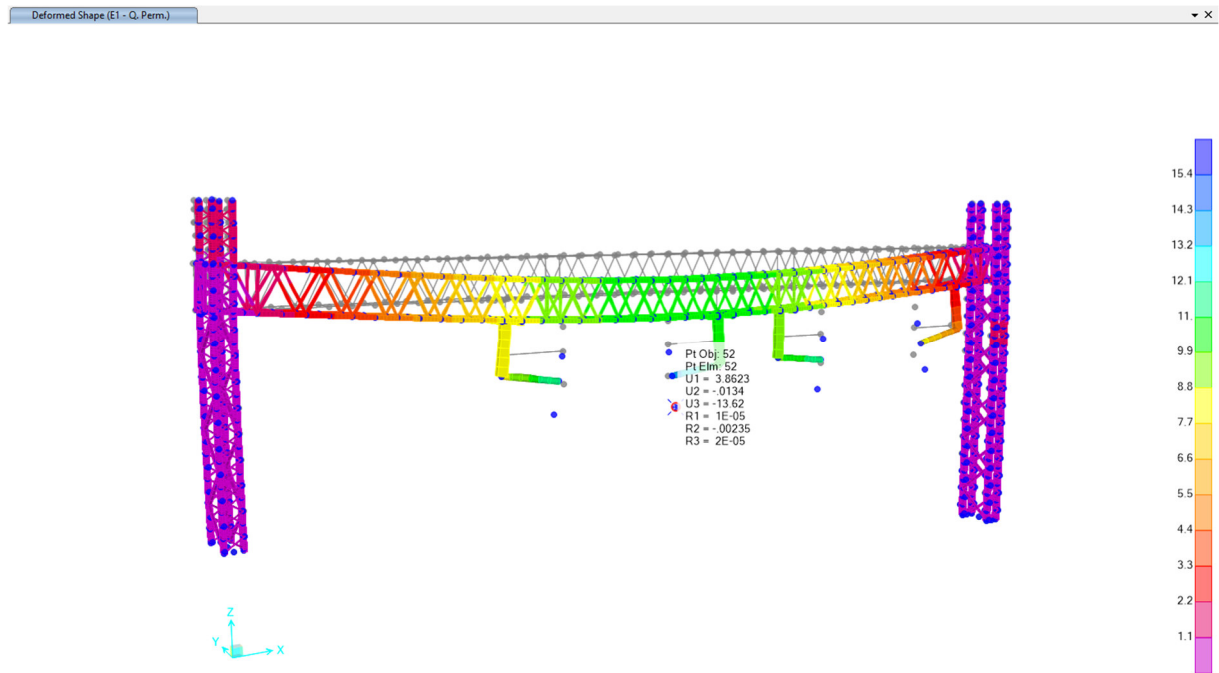 Deformed Shape (E1 - Q. Perm.)
15.4
14.3
13.2
12.1
11.
9.9
8.8
7.7
6.6
5.5
4.4
3.3
2.2
1.1
Pt Obj: 52
Pt Elm: 52
U1 = 3.8623
U2 = -.0134
U3 = -13.62
R1 = 1E-05
R2 = -.00235
R3 = 2E-05
Z
Y
X